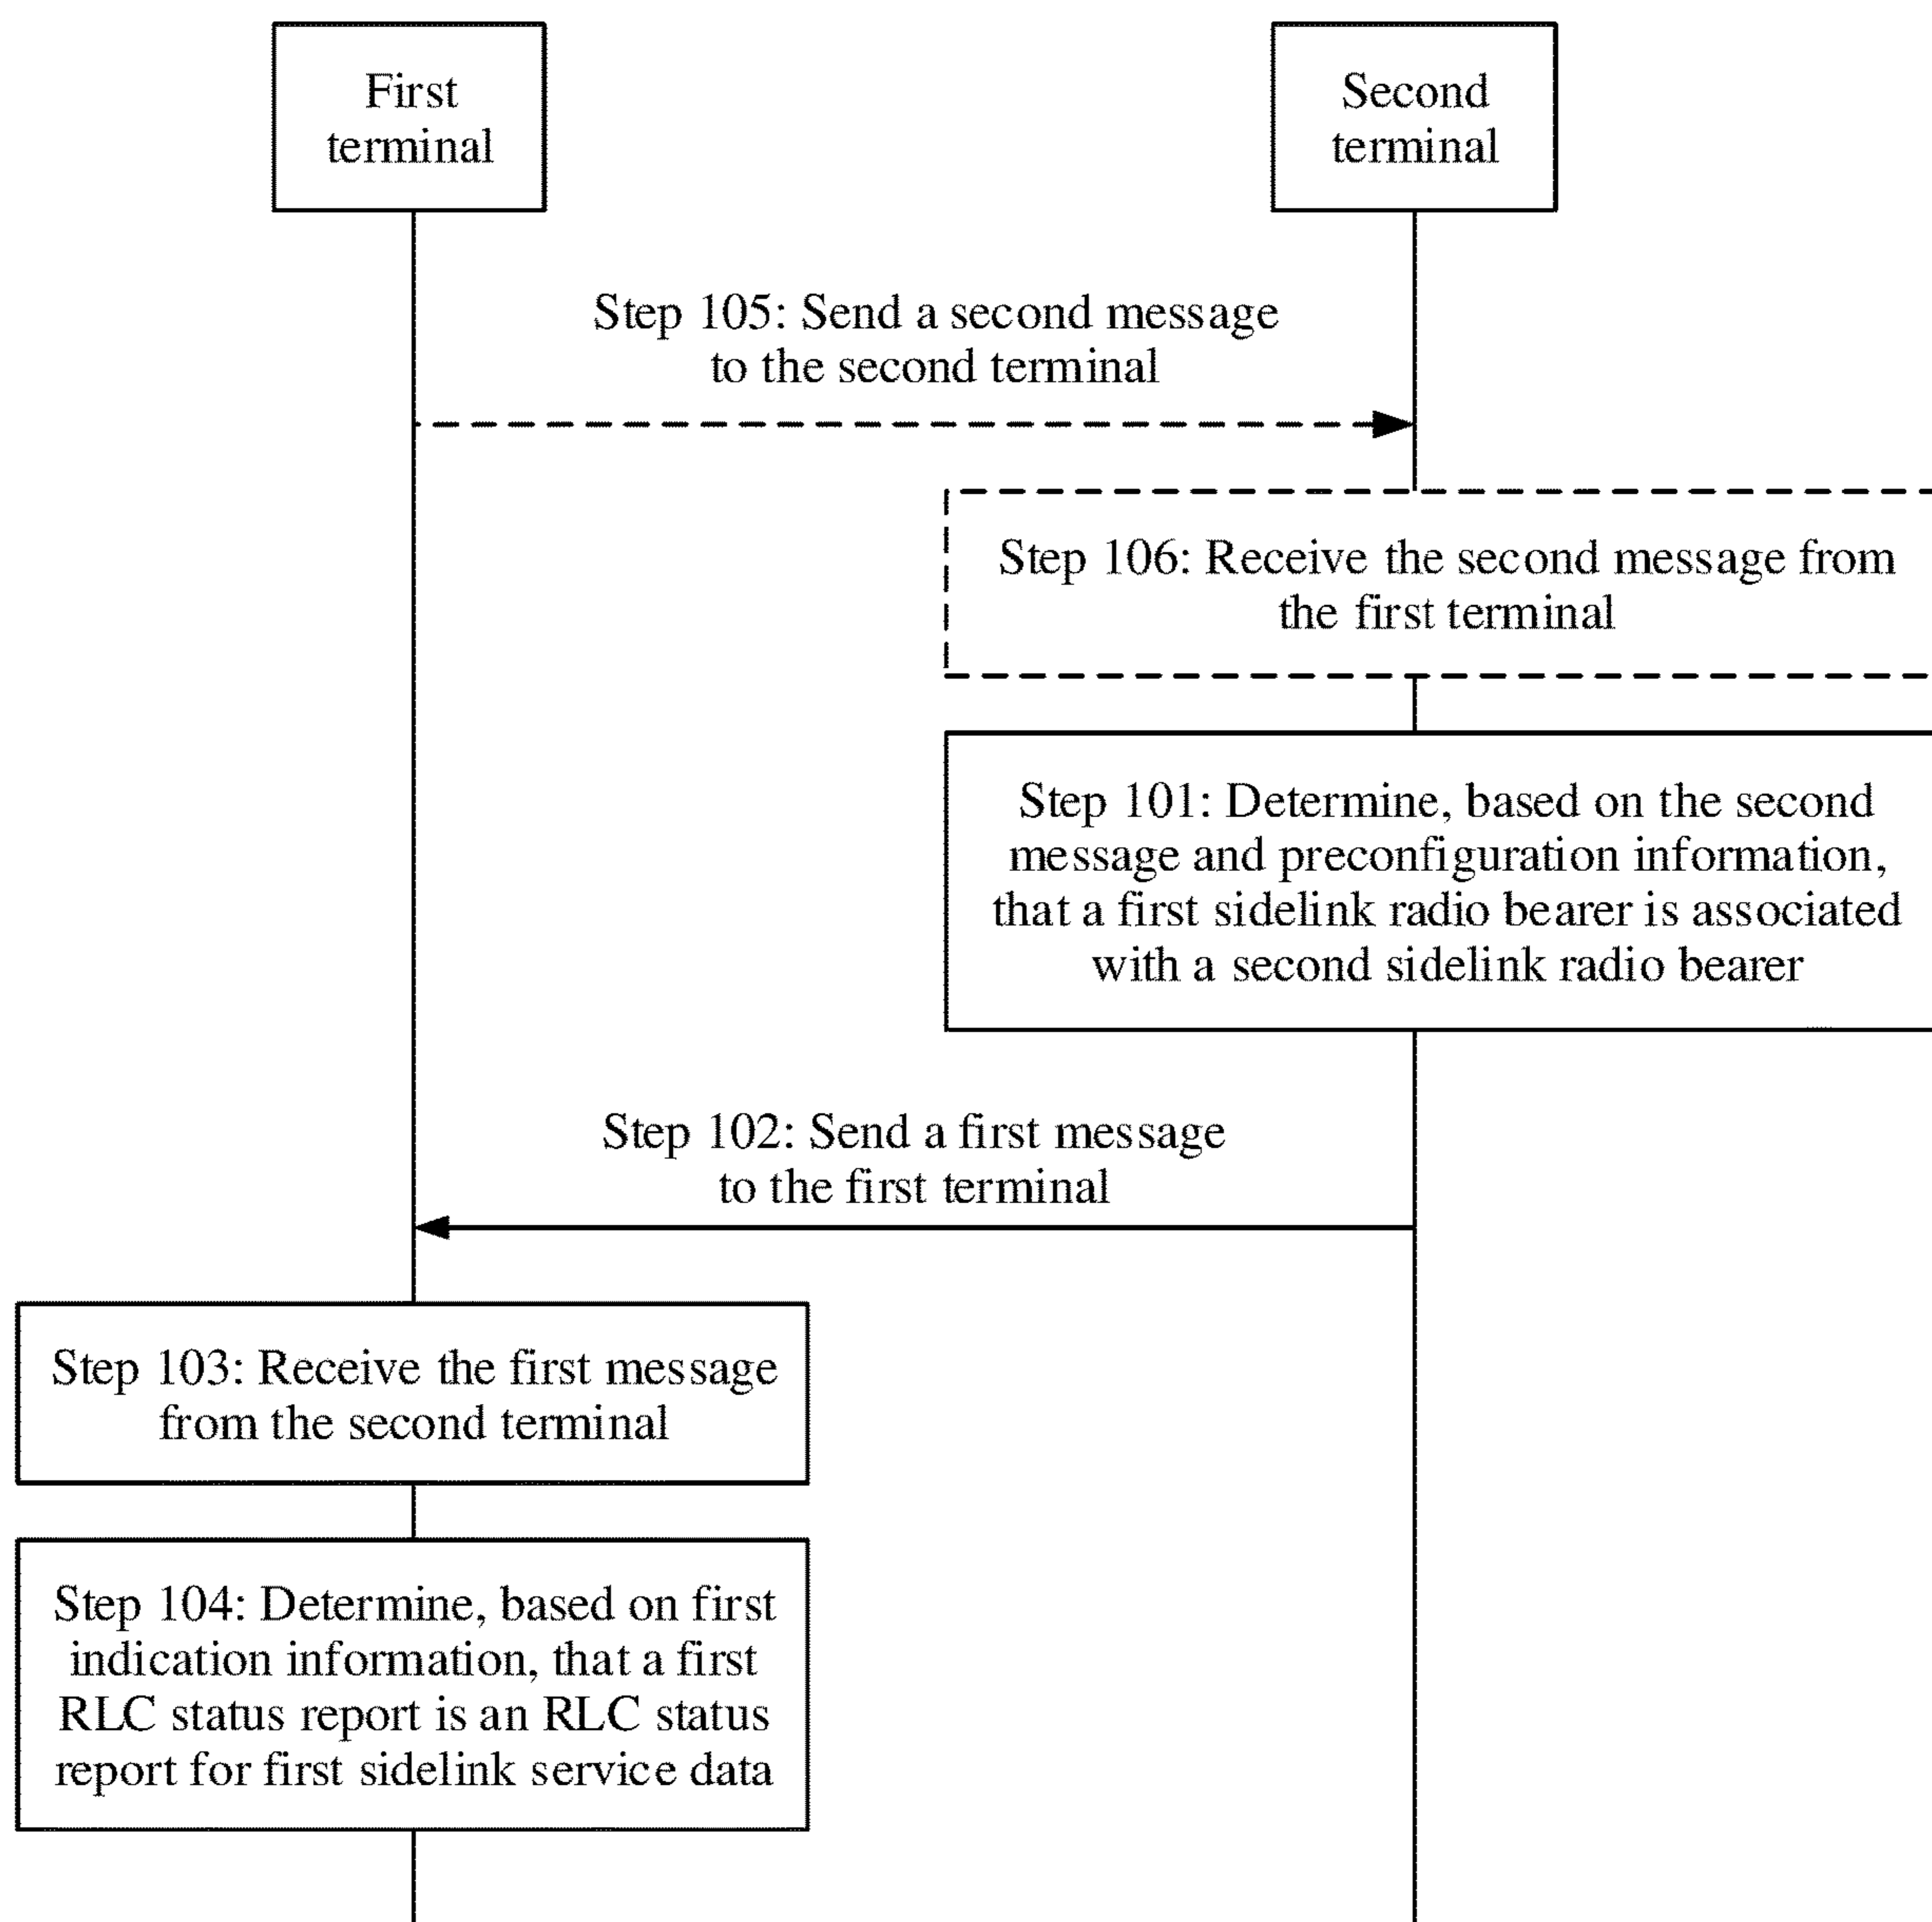 First
terminal
Second
terminal
Step 105: Send a second message
to the second terminal
Step 106: Receive the second message from
the first terminal
Step 101: Determine, based on the second
message and preconfiguration information,
that a first sidelink radio bearer is associated
with a second sidelink radio bearer
Step 102: Send a first message
to the first terminal
Step 103: Receive the first message
from the second terminal
Step 104: Determine, based on first
indication information, that a first
RLC status report is an RLC status
report for first sidelink service data